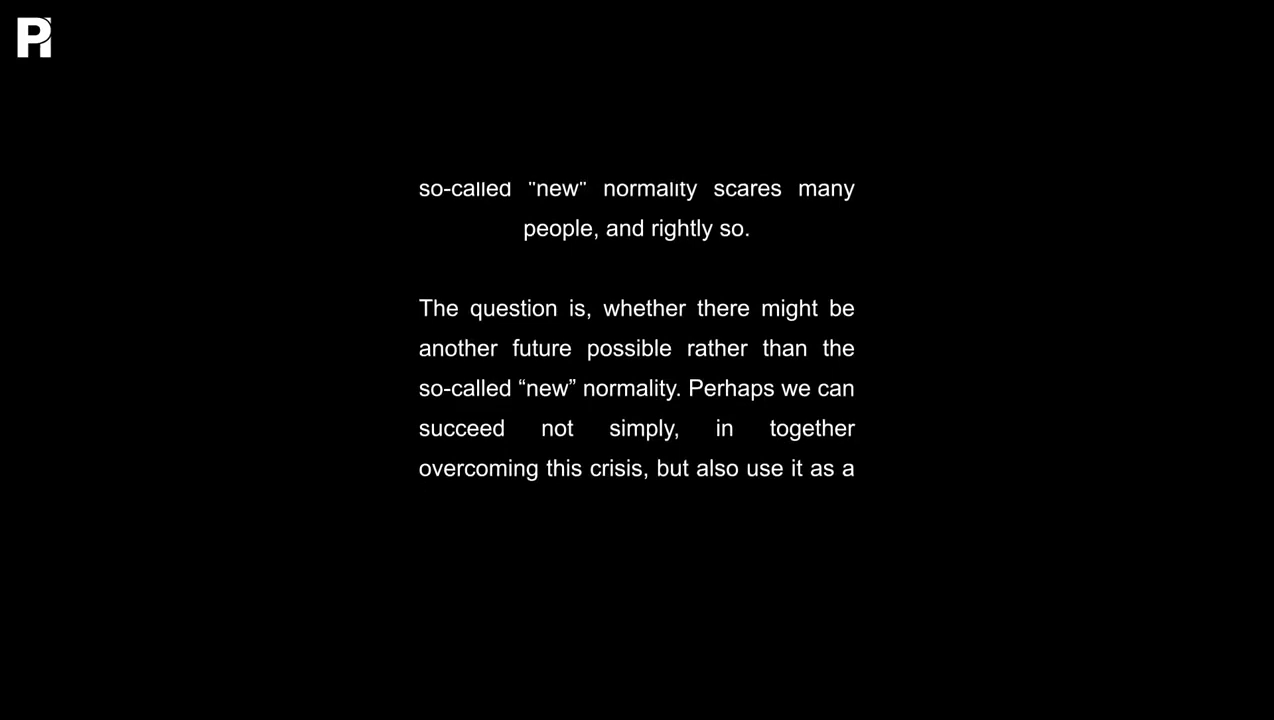 PI
so-called "new" normality scares many
people, and rightly so.
The question is, whether there might be
another future possible rather than the
so-called “new” normality. Perhaps we can
succeed not simply, in together
overcoming this crisis, but also use it as a